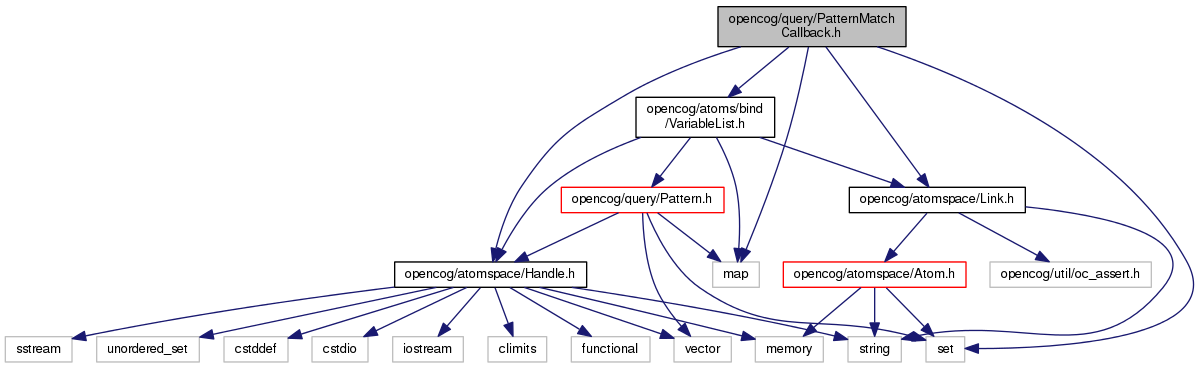 opencog/query/PatternMatch
Callback.h
opencog/atoms/bind
/VariableList.h
opencog/query/Pattern.h
opencog/atomspace/Link.h
opencog/atomspace/Handle.h
map
opencog/atomspace/Atom.h
opencog/util/oc_assert.h
sstream
unordered_set
cstddef
cstdio
iostream
climits
functional
vector
memory
string
set